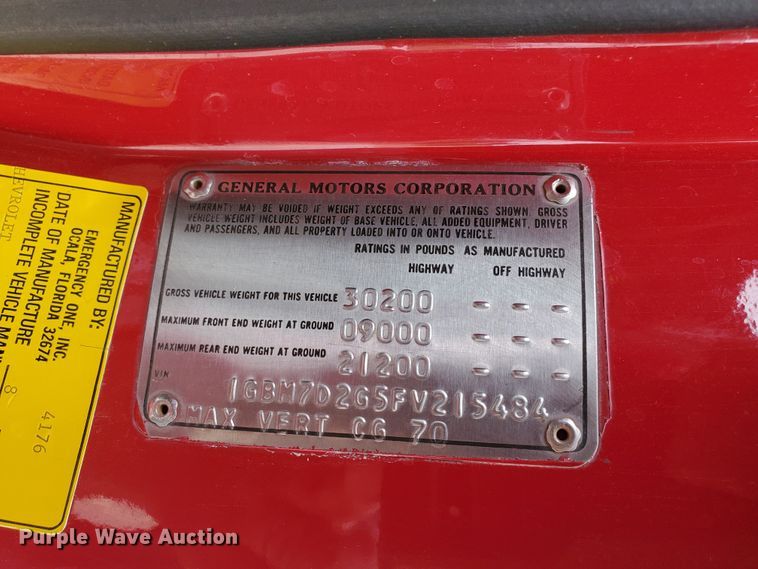 GENERAL MOTORS CORPORATION
WARRANTY MAY BE VOIDED IF WEIGHT EXCEEDS ANY OF RATINGS SHOWN. GROSS
VEHICLE WEIGHT INCLUDES WEIGHT OF BASE VEHICLE, ALL ADDED EQUIPMENT, DRIVER
AND PASSENGERS, AND ALL PROPERTY LOADED INTO OR ONTO VEHICLE.
RATINGS IN POUNDS AS MANUFACTURED
HIGHWAY OFF HIGHWAY
GROSS VEHICLE WEIGHT FOR THIS VEHICLE 30200 - - -
MAXIMUM FRONT END WEIGHT AT GROUND 09000 - - -
MAXIMUM REAR END WEIGHT AT GROUND 21200 - - -
VIN
1GBM7D2G5FV215484
MAX VERT CG 70
MANUFACTURED BY:
EMERGENCY ONE, INC.
OCALA, FLORIDA 32674
DATE OF MANUFACTURE
INCOMPLETE VEHICLE MAN
HEVROLET
4176
8
Purple Wave Auction